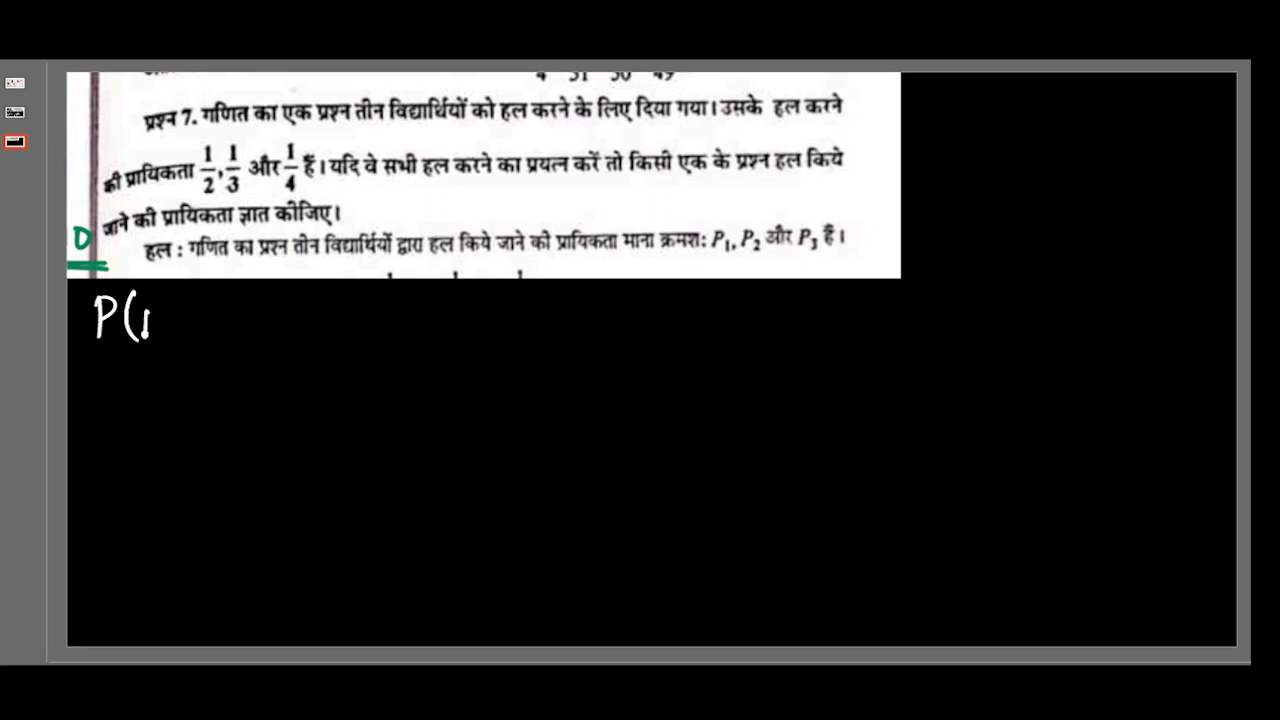 प्रश्न 7. गणित का एक प्रश्न तीन विद्यार्थियों को हल करने के लिए दिया गया। उसके हल करने
की प्रायिकता 1/2, 1/3 और 1/4 हैं। यदि वे सभी हल करने का प्रयत्न करें तो किसी एक के प्रश्न हल किये
जाने की प्रायिकता ज्ञात कीजिए।
हल : गणित का प्रश्न तीन विद्यार्थियों द्वारा हल किये जाने की प्रायिकता माना क्रमश: P₁, P₂ और P₃ हैं।
D
P(